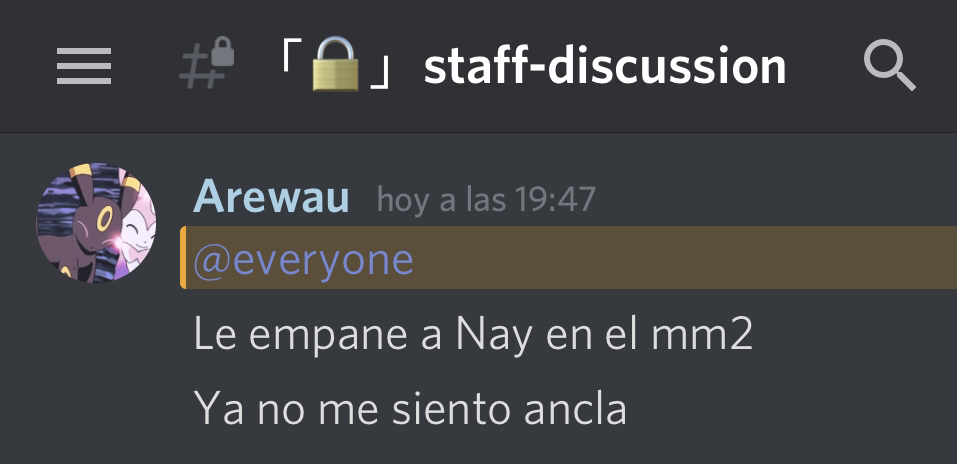 「🔒」 staff-discussion
Arewau hoy a las 19:47
@everyone
Le empane a Nay en el mm2
Ya no me siento ancla